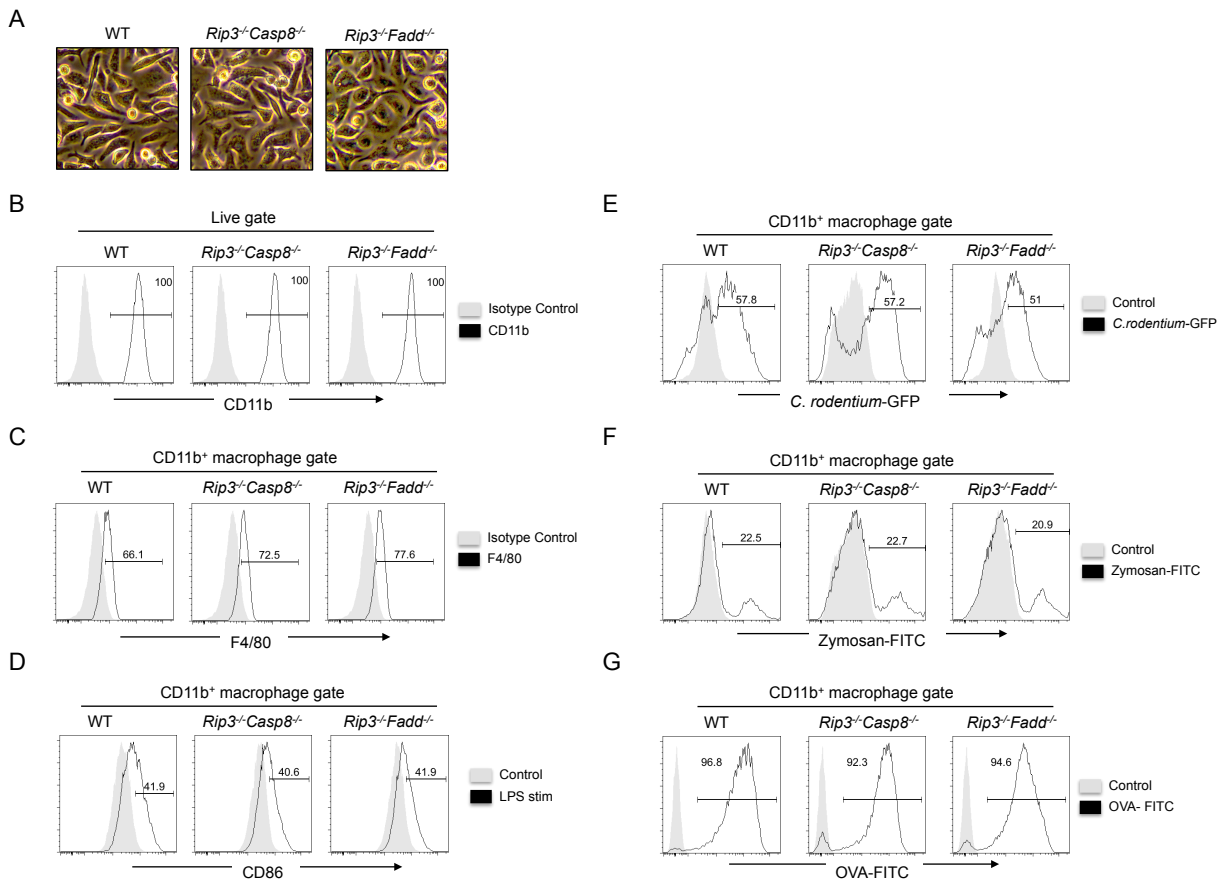 A
WT
Rip3-/-Casp8-/-
Rip3-/-Fadd-/-
B
Live gate
WT
Rip3-/-Casp8-/-
Rip3-/-Fadd-/-
100
100
100
Isotype Control
CD11b
CD11b
C
CD11b+ macrophage gate
WT
Rip3-/-Casp8-/-
Rip3-/-Fadd-/-
66.1
72.5
77.6
Isotype Control
F4/80
F4/80
D
CD11b+ macrophage gate
WT
Rip3-/-Casp8-/-
Rip3-/-Fadd-/-
41.9
40.6
41.9
Control
LPS stim
CD86
E
CD11b+ macrophage gate
WT
Rip3-/-Casp8-/-
Rip3-/-Fadd-/-
57.8
57.2
51
Control
C.rodentium-GFP
C. rodentium-GFP
F
CD11b+ macrophage gate
WT
Rip3-/-Casp8-/-
Rip3-/-Fadd-/-
22.5
22.7
20.9
Control
Zymosan-FITC
Zymosan-FITC
G
CD11b+ macrophage gate
WT
Rip3-/-Casp8-/-
Rip3-/-Fadd-/-
96.8
92.3
94.6
Control
OVA- FITC
OVA-FITC